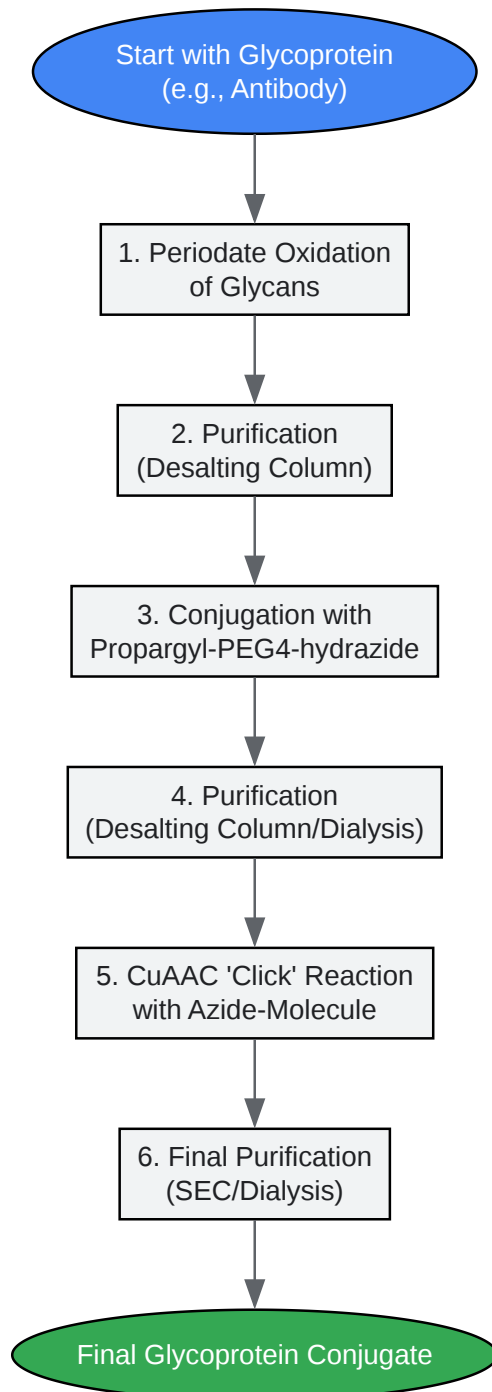 Start with Glycoprotein
(e.g., Antibody)
1. Periodate Oxidation
of Glycans
2. Purification
(Desalting Column)
3. Conjugation with
Propargyl-PEG4-hydrazide
4. Purification
(Desalting Column/Dialysis)
5. CuAAC 'Click' Reaction
with Azide-Molecule
6. Final Purification
(SEC/Dialysis)
Final Glycoprotein Conjugate